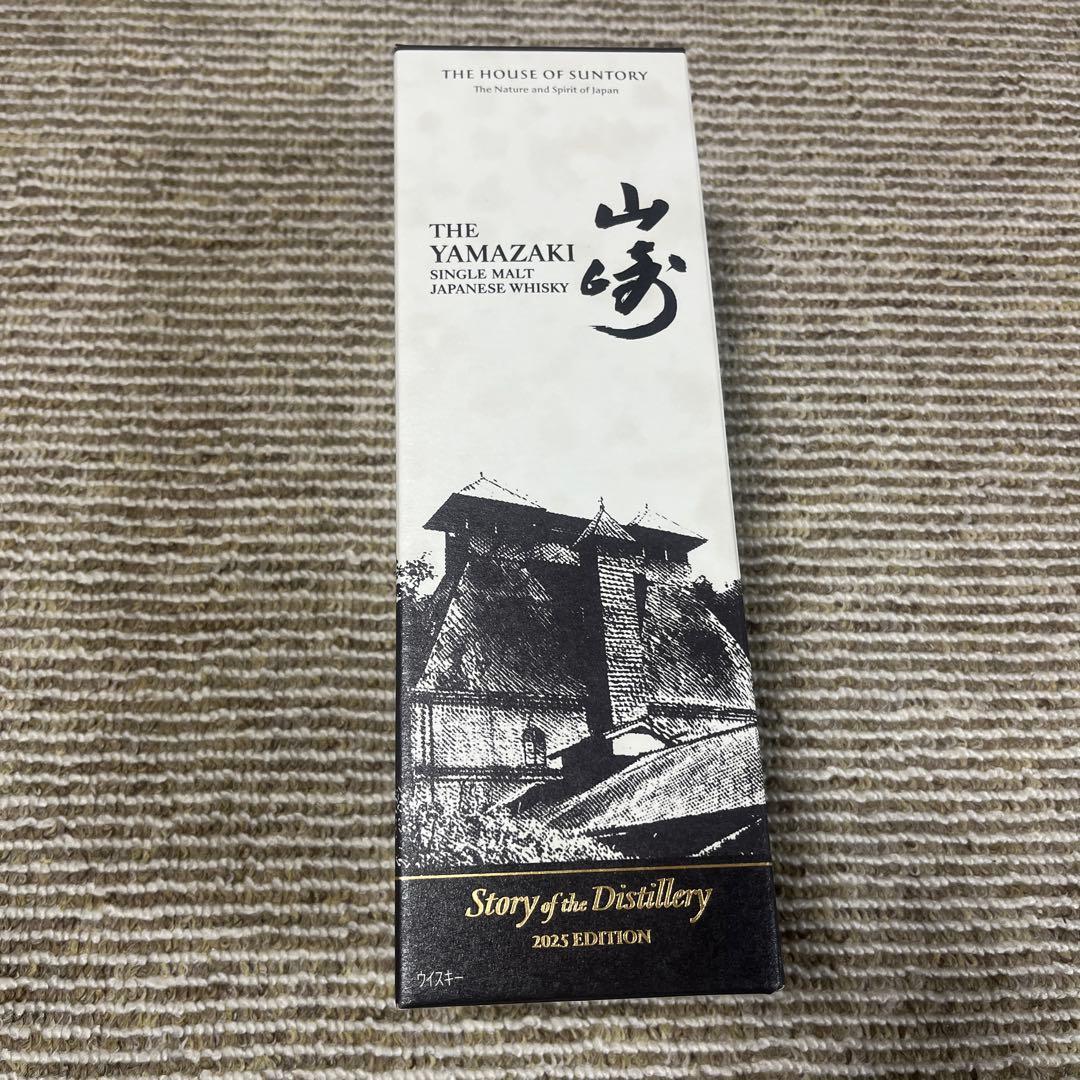 THE HOUSE OF SUNTORY
The Nature and Spirit of Japan
山崎
THE
YAMAZAKI
SINGLE MALT
JAPANESE WHISKY
Story of the Distillery
2025 EDITION
ウイスキー